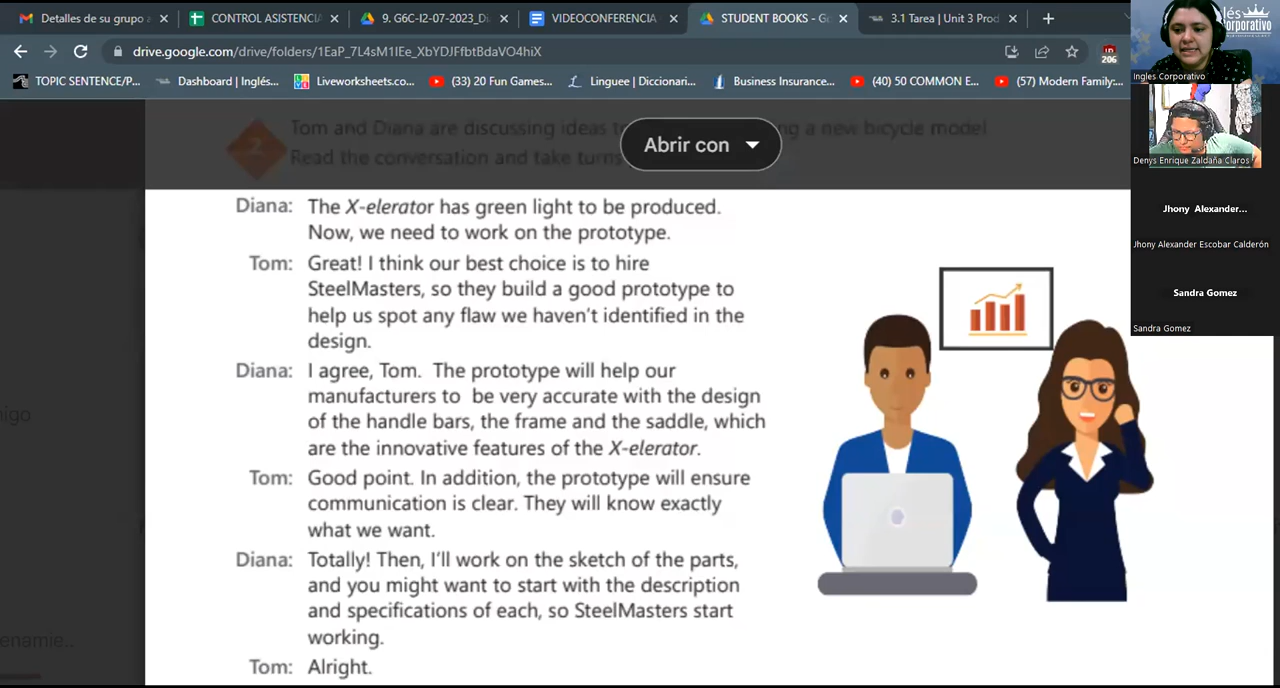 Detalles de su grupo
CONTROL ASISTENCIA
9. G6C-I2-07-2023_Di
VIDEOCONFERENCIA
STUDENT BOOKS - Go
3.1 Tarea | Unit 3 Prod
drive.google.com/drive/folders/1EaP_7L4sM1IEe_XbYDJFfbtBdaVO4hiX
206
TOPIC SENTENCE/P...
Dashboard | Inglés...
Liveworksheets.co...
(33) 20 Fun Games...
Linguee | Diccionari...
Business Insurance...
(40) 50 COMMON E...
(57) Modern Family:...
Ingles Corporativo
Denys Enrique Zaldaña Claros
Jhony Alexander...
Jhony Alexander Escobar Calderón
Sandra Gomez
Sandra Gomez
2
Tom and Diana are discussing ideas
a new bicycle model
Read the conversation and take turns
Abrir con
Diana: The X-elerator has green light to be produced.
Now, we need to work on the prototype.
Tom: Great! I think our best choice is to hire
SteelMasters, so they build a good prototype to
help us spot any flaw we haven't identified in the
design.
Diana: I agree, Tom. The prototype will help our
manufacturers to be very accurate with the design
of the handle bars, the frame and the saddle, which
are the innovative features of the X-elerator.
Tom: Good point. In addition, the prototype will ensure
communication is clear. They will know exactly
what we want.
Diana: Totally! Then, I'll work on the sketch of the parts,
and you might want to start with the description
and specifications of each, so SteelMasters start
working.
Tom: Alright.